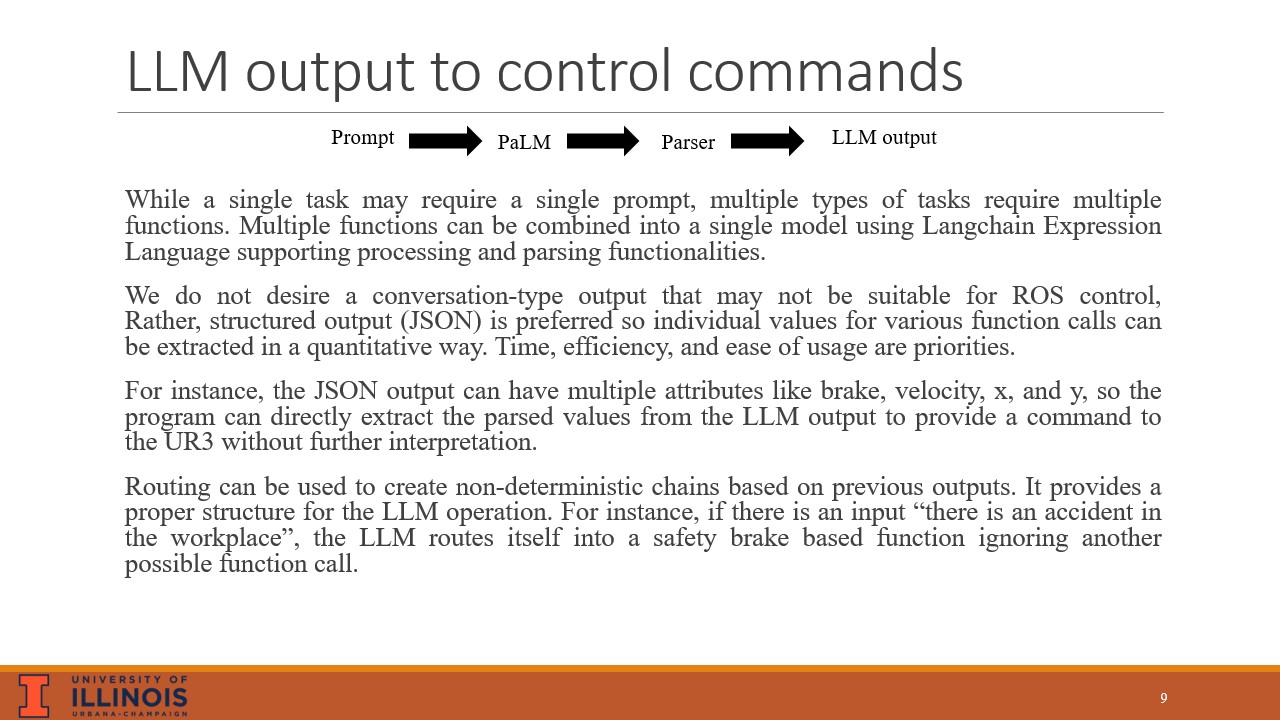 LLM output to control commands
Prompt PaLM Parser LLM output
While a single task may require a single prompt, multiple types of tasks require multiple
functions. Multiple functions can be combined into a single model using Langchain Expression
Language supporting processing and parsing functionalities.
We do not desire a conversation-type output that may not be suitable for ROS control,
Rather, structured output (JSON) is preferred so individual values for various function calls can
be extracted in a quantitative way. Time, efficiency, and ease of usage are priorities.
For instance, the JSON output can have multiple attributes like brake, velocity, x, and y, so the
program can directly extract the parsed values from the LLM output to provide a command to
the UR3 without further interpretation.
Routing can be used to create non-deterministic chains based on previous outputs. It provides a
proper structure for the LLM operation. For instance, if there is an input “there is an accident in
the workplace”, the LLM routes itself into a safety brake based function ignoring another
possible function call.
UNIVERSITY OF
ILLINOIS
URBANA-CHAMPAIGN
9